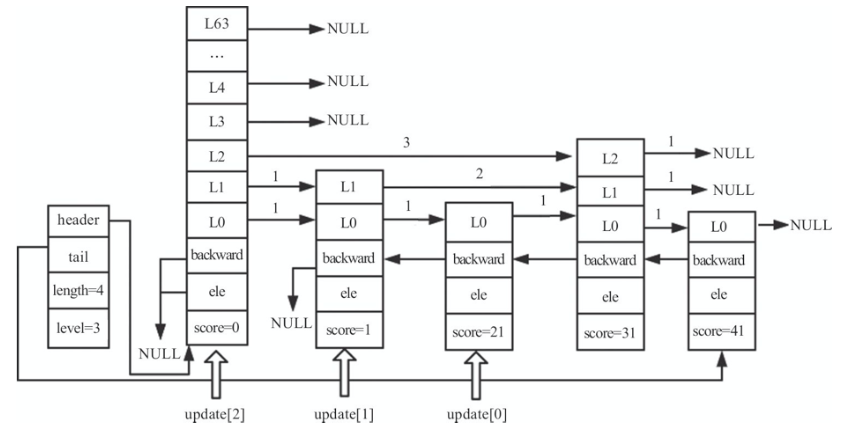 L63
NULL
...
L4
NULL
L3
NULL
L2
3
L2
1
NULL
L1
1
L1
2
L1
1
NULL
header
L0
1
L0
1
L0
1
L0
1
L0
NULL
tail
backward
backward
backward
backward
backward
length=4
ele
ele
ele
ele
ele
level=3
score=0
NULL
score=1
score=21
score=31
score=41
NULL
update[2]
update[1]
update[0]